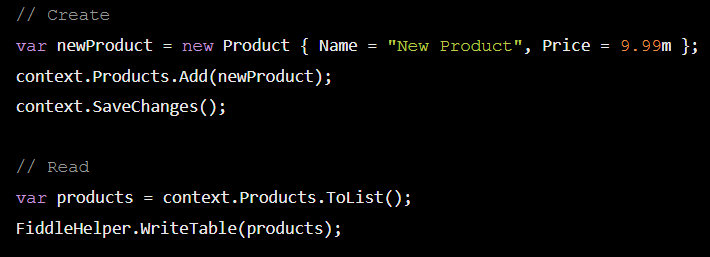 // Create
var newProduct = new Product { Name = "New Product", Price = 9.99m };
context.Products.Add(newProduct);
context.SaveChanges();
// Read
var products = context.Products.ToList();
FiddleHelper.WriteTable(products);